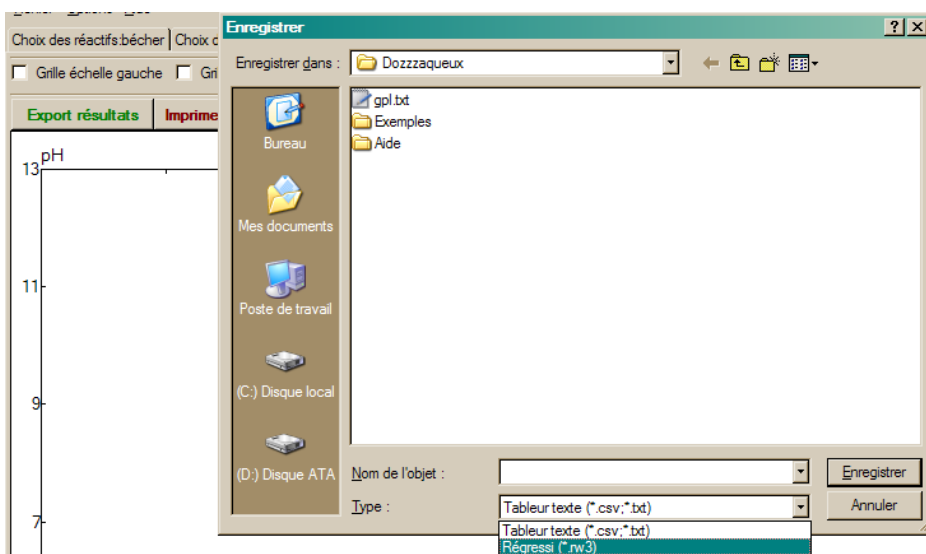 Enregistrer
Choix des réactifs:bécher Choix c
Enregistrer dans : Dozzzaqueux
Grille échelle gauche Gri
Export résultats Imprime
gpl.txt
Exemples
Aide
Bureau
Mes documents
Poste de travail
(C:) Disque local
(D:) Disque ATA
pH
13
11
9
7
Nom de l'objet :
Enregistrer
Type : Tableur texte (*.csv;*.txt)
Annuler
Tableur texte (*.csv;*.txt)
Régressi (*.rw3)